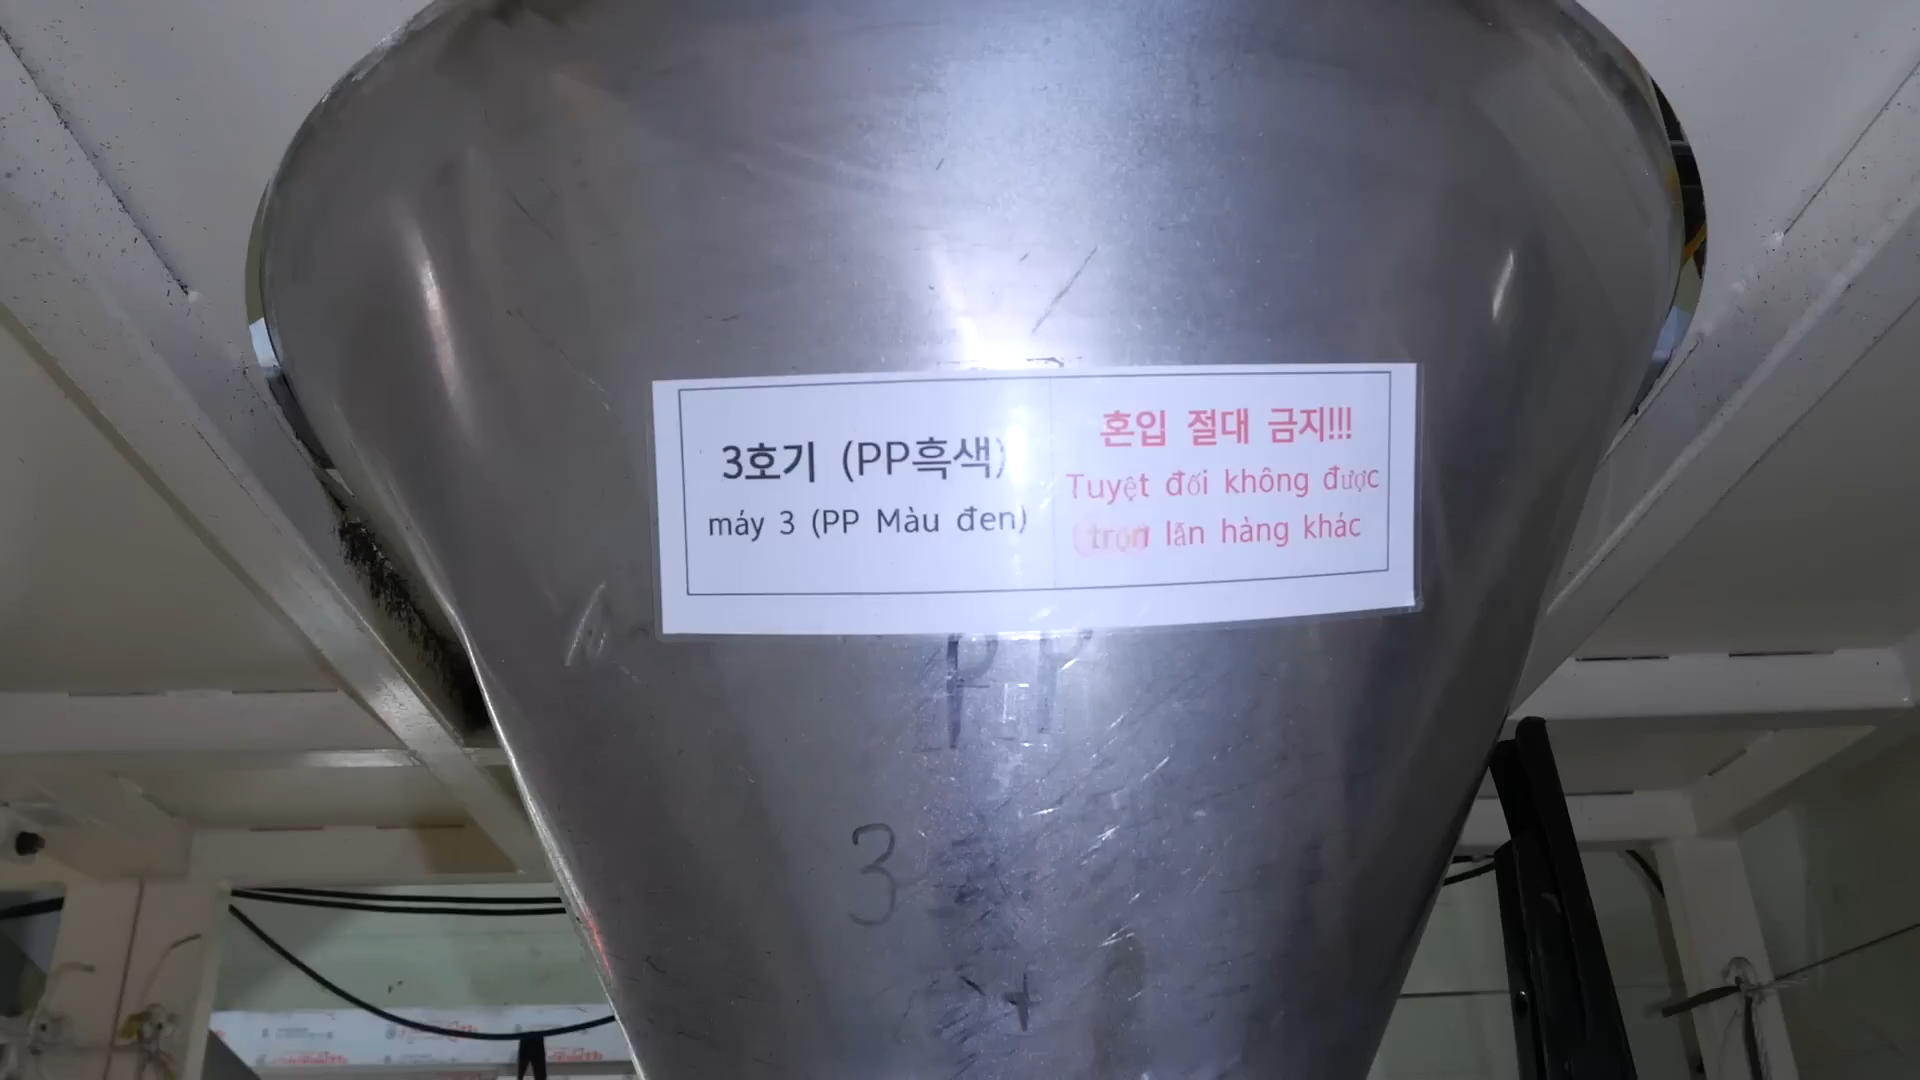 3호기 (PP흑색)
máy 3 (PP Màu đen)
혼입 절대 금지!!!
Tuyệt đối không được
trọn lẫn hàng khác
PP
3